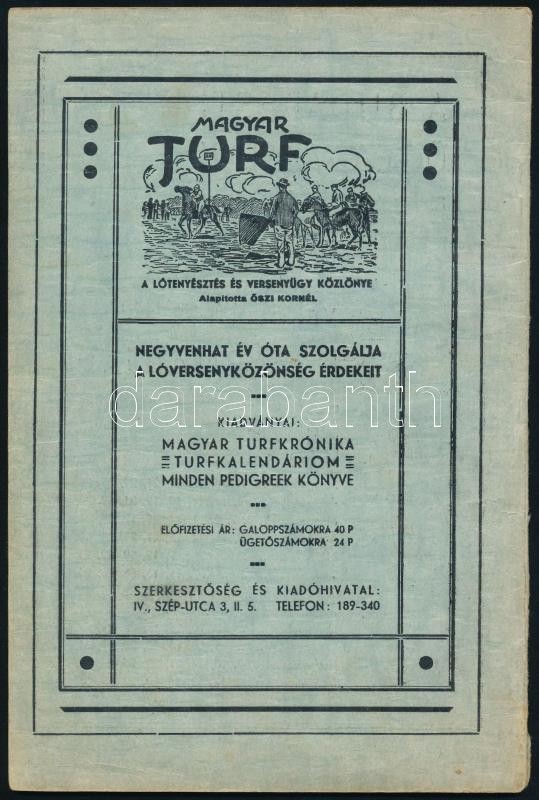 MAGYAR
TURF
A LÓTENYÉSZTÉS ÉS VERSENYÜGY KÖZLÖNYE
Alapitotta ŐSZI KORNÉL
NEGYVENHAT ÉV ÓTA SZOLGÁLJA
A LÓVERSENYKÖZÖNSÉG ÉRDEKEIT
darabanth
KIADVÁNYAI:
MAGYAR TURFKRÓNIKA
TURFKALENDÁRIOM
MINDEN PEDIGREEK KÖNYVE
ELŐFIZETÉSI ÁR: GALOPPSZÁMOKRA 40 P
ÜGETŐSZÁMOKRA 24 P
SZERKESZTŐSÉG ÉS KIADÓHIVATAL:
IV., SZÉP-UTCA 3, II. 5. TELEFON: 189-340